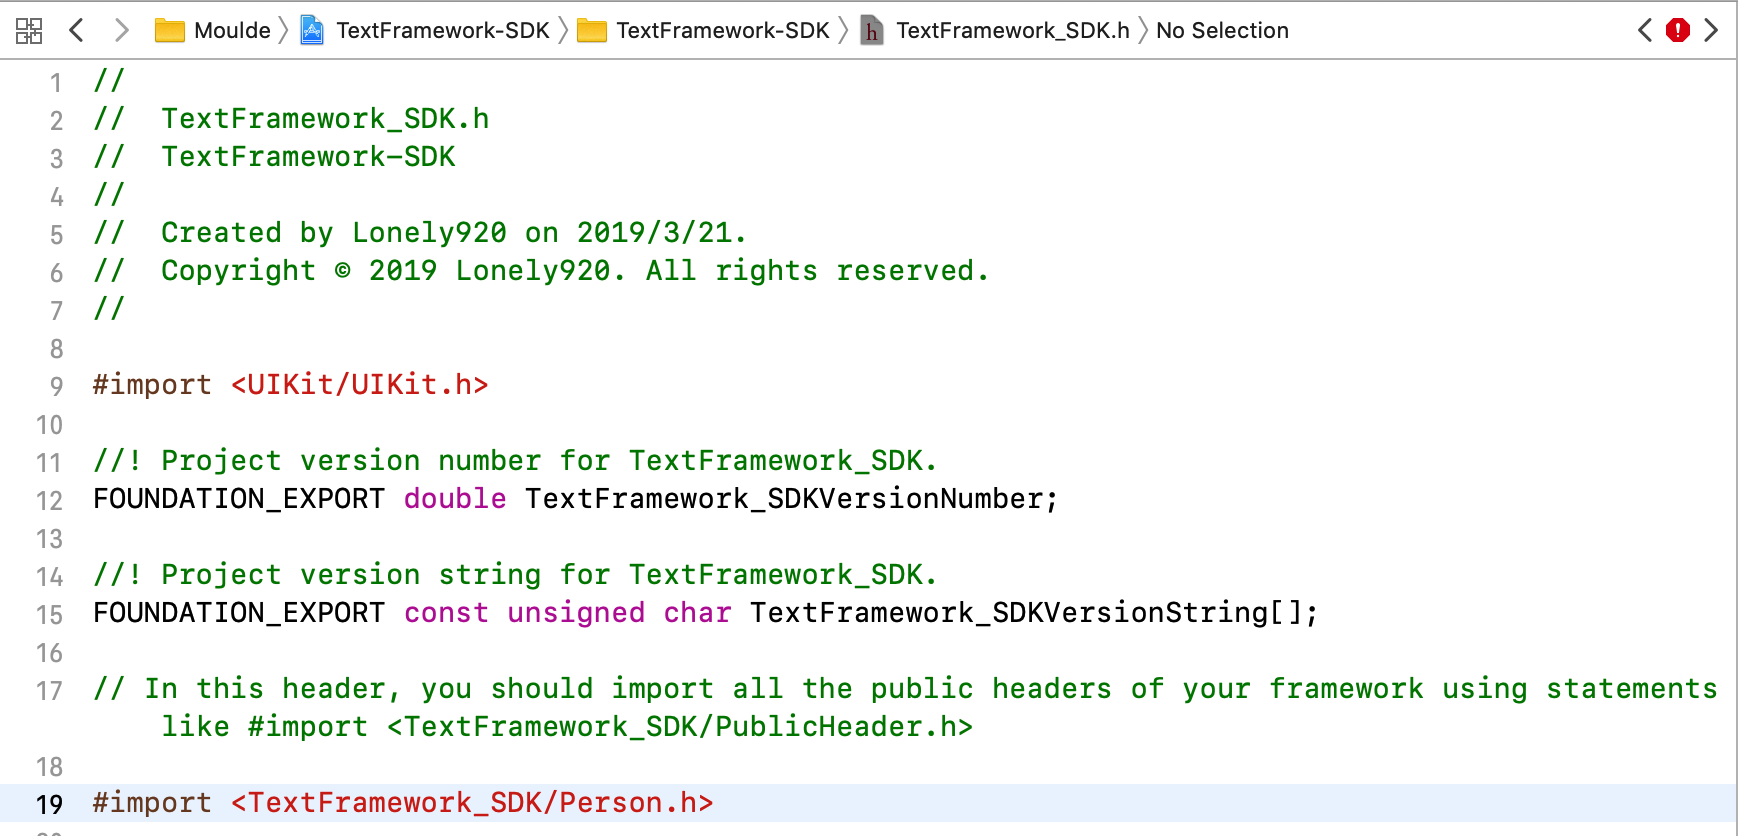 Moulde TextFramework-SDK TextFramework-SDK h TextFramework_SDK.h No Selection
1 //
2 //  TextFramework_SDK.h
3 //  TextFramework-SDK
4 //
5 //  Created by Lonely920 on 2019/3/21.
6 //  Copyright © 2019 Lonely920. All rights reserved.
7 //
8
9 #import <UIKit/UIKit.h>
10
11 //! Project version number for TextFramework_SDK.
12 FOUNDATION_EXPORT double TextFramework_SDKVersionNumber;
13
14 //! Project version string for TextFramework_SDK.
15 FOUNDATION_EXPORT const unsigned char TextFramework_SDKVersionString[];
16
17 // In this header, you should import all the public headers of your framework using statements
like #import <TextFramework_SDK/PublicHeader.h>
18
19 #import <TextFramework_SDK/Person.h>